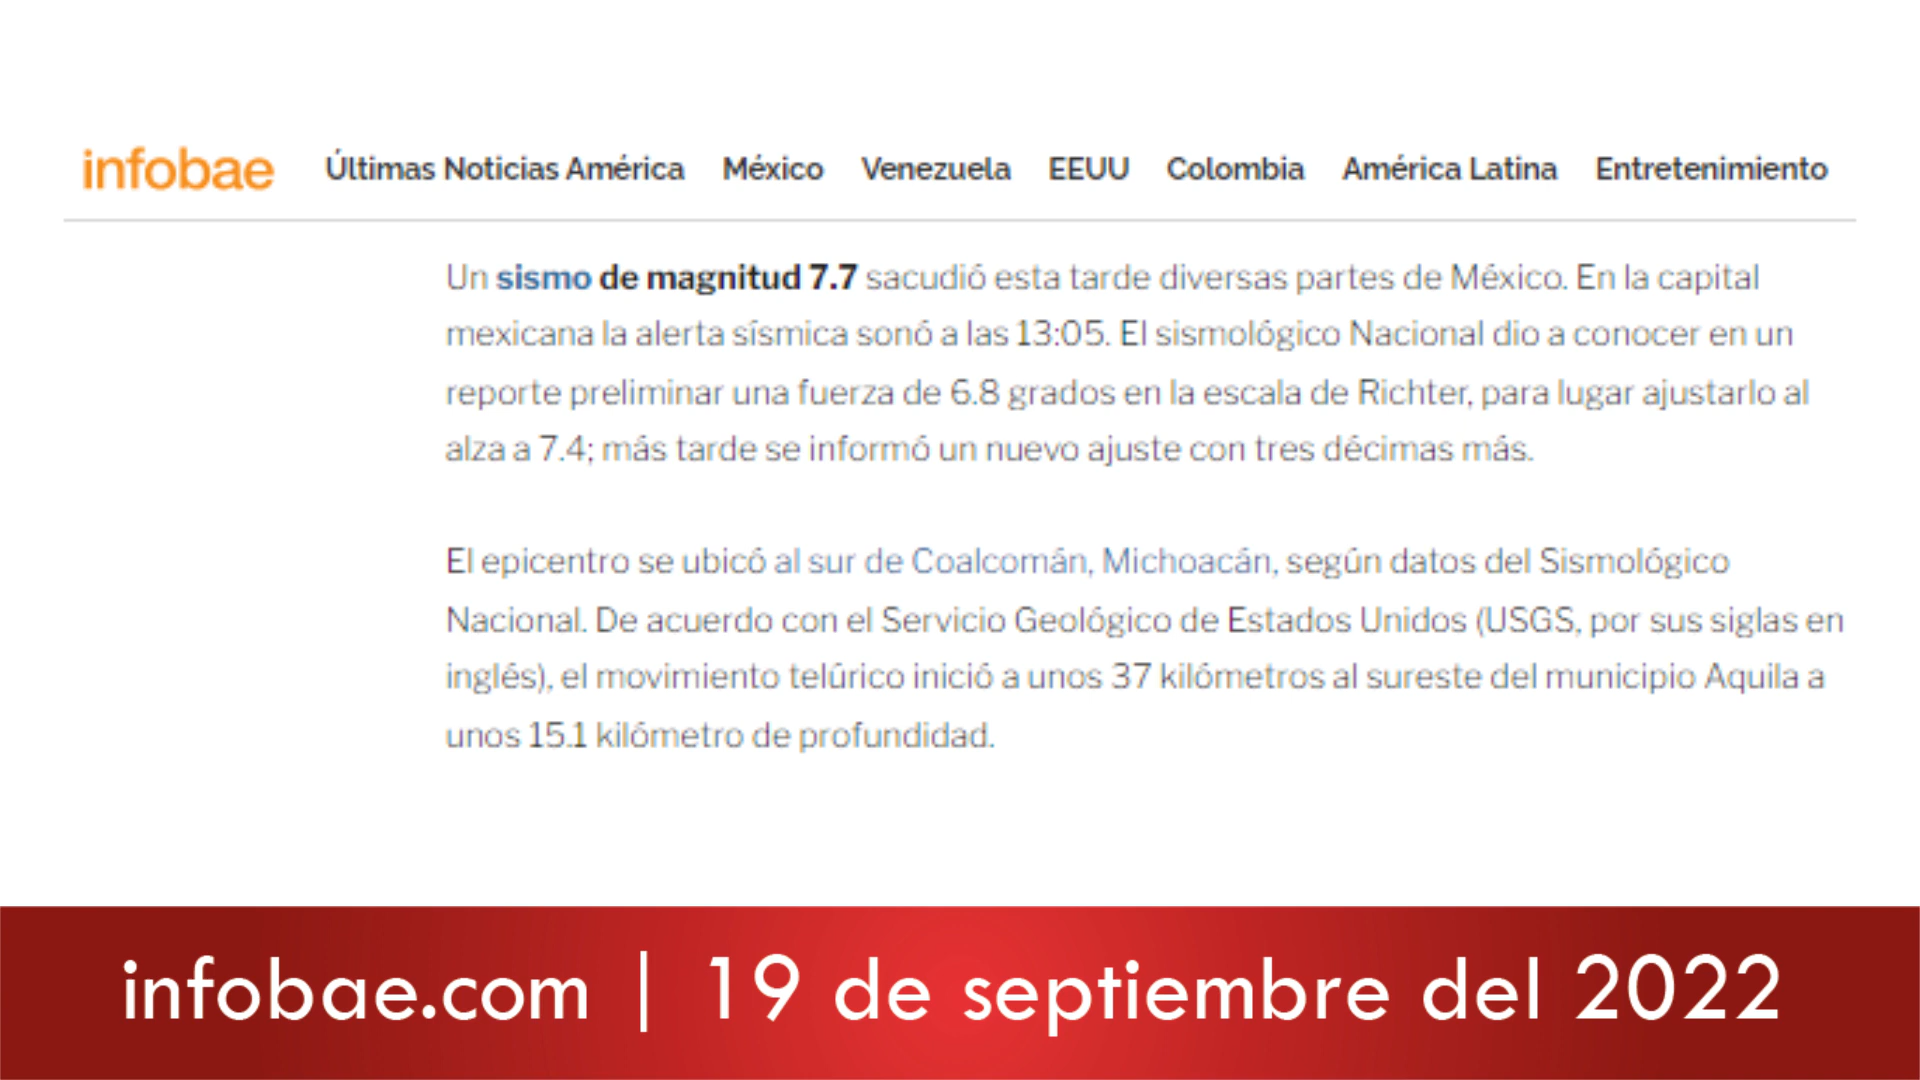 infobae Últimas Noticias América México Venezuela EEUU Colombia América Latina Entretenimiento
Un sismo de magnitud 7.7 sacudió esta tarde diversas partes de México. En la capital
mexicana la alerta sísmica sonó a las 13:05. El sismológico Nacional dio a conocer en un
reporte preliminar una fuerza de 6.8 grados en la escala de Richter, para lugar ajustarlo al
alza a 7.4; más tarde se informó un nuevo ajuste con tres décimas más.
El epicentro se ubicó al sur de Coalcomán, Michoacán, según datos del Sismológico
Nacional. De acuerdo con el Servicio Geológico de Estados Unidos (USGS, por sus siglas en
inglés), el movimiento telúrico inició a unos 37 kilómetros al sureste del municipio Aquila a
unos 15.1 kilómetro de profundidad.
infobae.com | 19 de septiembre del 2022